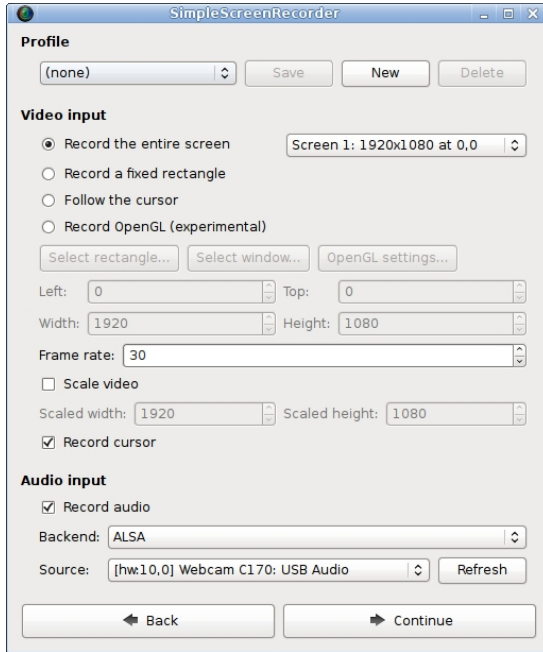 SimpleScreenRecorder
Profile
(none) Save New Delete
Video input
Record the entire screen Screen 1: 1920x1080 at 0,0
Record a fixed rectangle
Follow the cursor
Record OpenGL (experimental)
Select rectangle... Select window... OpenGL settings...
Left: 0 Top: 0
Width: 1920 Height: 1080
Frame rate: 30
Scale video
Scaled width: 1920 Scaled height: 1080
Record cursor
Audio input
Record audio
Backend: ALSA
Source: [hw:10,0] Webcam C170: USB Audio Refresh
Back Continue